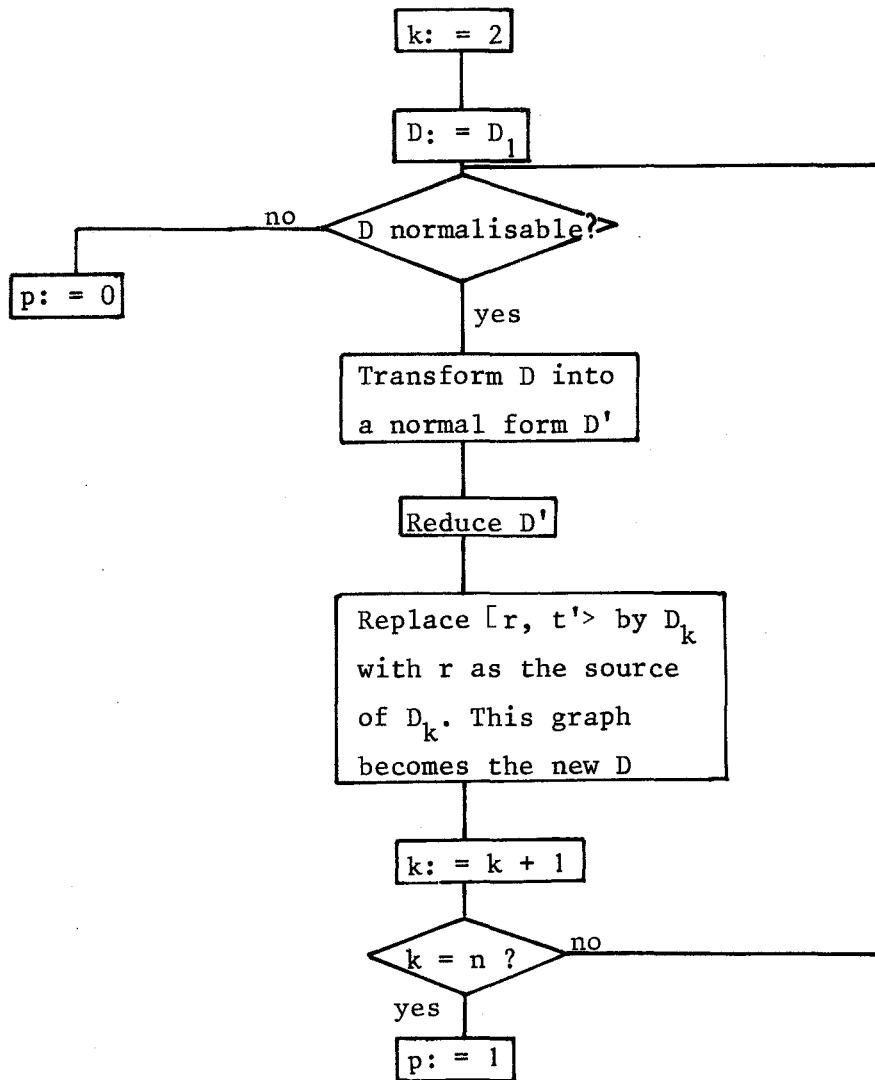 k: = 2
D: = D₁
no
D normalisable?
p: = 0
yes
Transform D into
a normal form D'
Reduce D'
Replace [r, t'> by Dₖ
with r as the source
of Dₖ. This graph
becomes the new D
k: = k + 1
k = n ?
no
yes
p: = 1